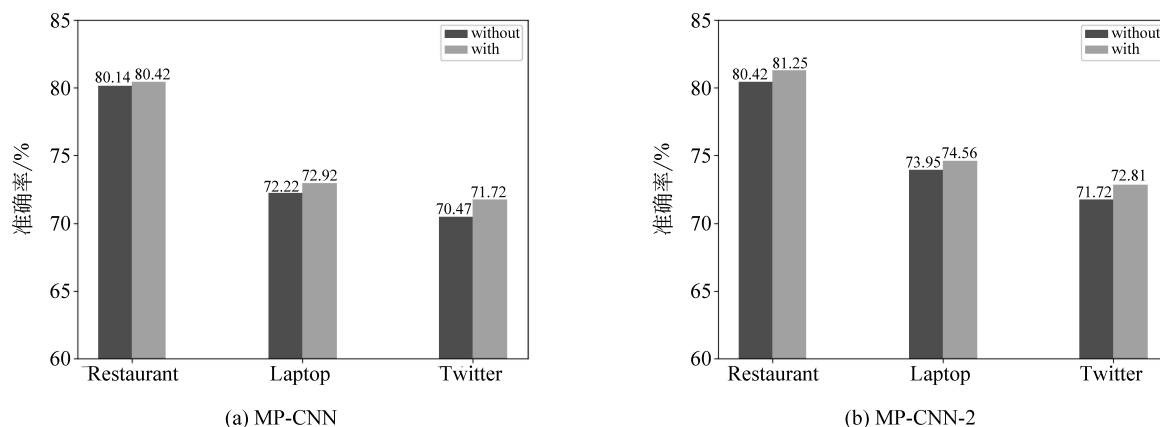 85
80
75
70
65
60
准确率/%
without
with
80.14
80.42
72.22
72.92
70.47
71.72
Restaurant
Laptop
Twitter
(a) MP-CNN
85
80
75
70
65
60
准确率/%
without
with
80.42
81.25
73.95
74.56
71.72
72.81
Restaurant
Laptop
Twitter
(b) MP-CNN-2